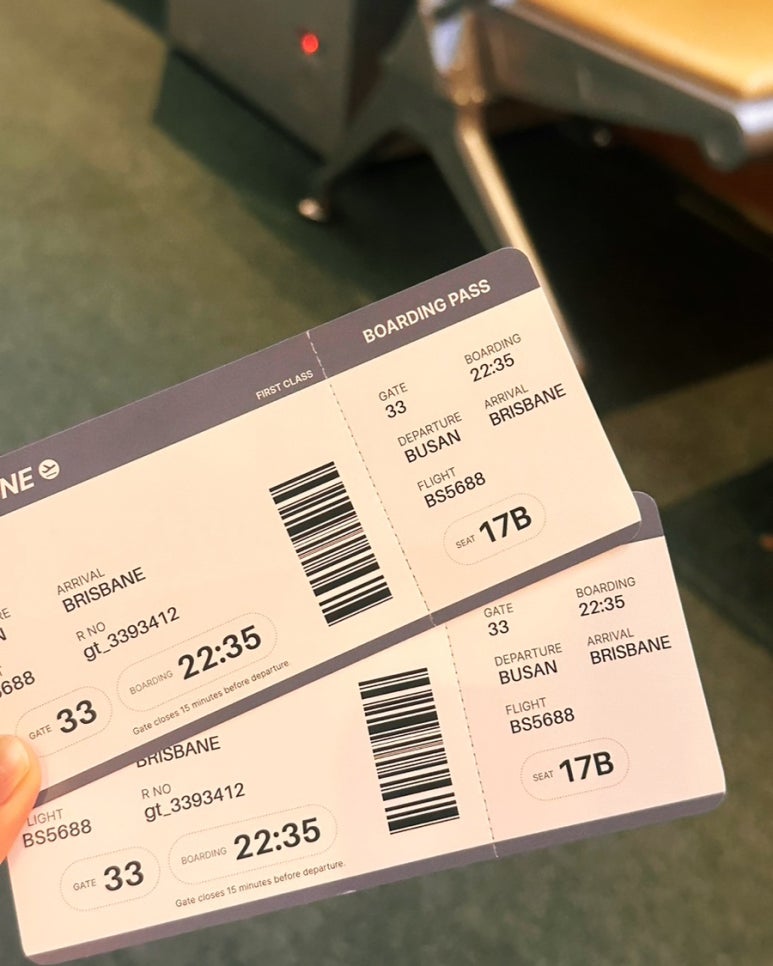 BOARDING PASS
FIRST CLASS
NE
GATE
33
BOARDING
22:35
DEPARTURE
BUSAN
ARRIVAL
BRISBANE
FLIGHT
BS5688
SEAT 17B
ARRIVAL
BRISBANE
R NO
gt_3393412
GATE 33
BOARDING 22:35
Gate closes 15 minutes before departure.
GATE
33
BOARDING
22:35
DEPARTURE
BUSAN
ARRIVAL
BRISBANE
FLIGHT
BS5688
SEAT 17B
BRISBANE
R NO
gt_3393412
LIGHT
BS5688
GATE 33
BOARDING 22:35
Gate closes 15 minutes before departure.